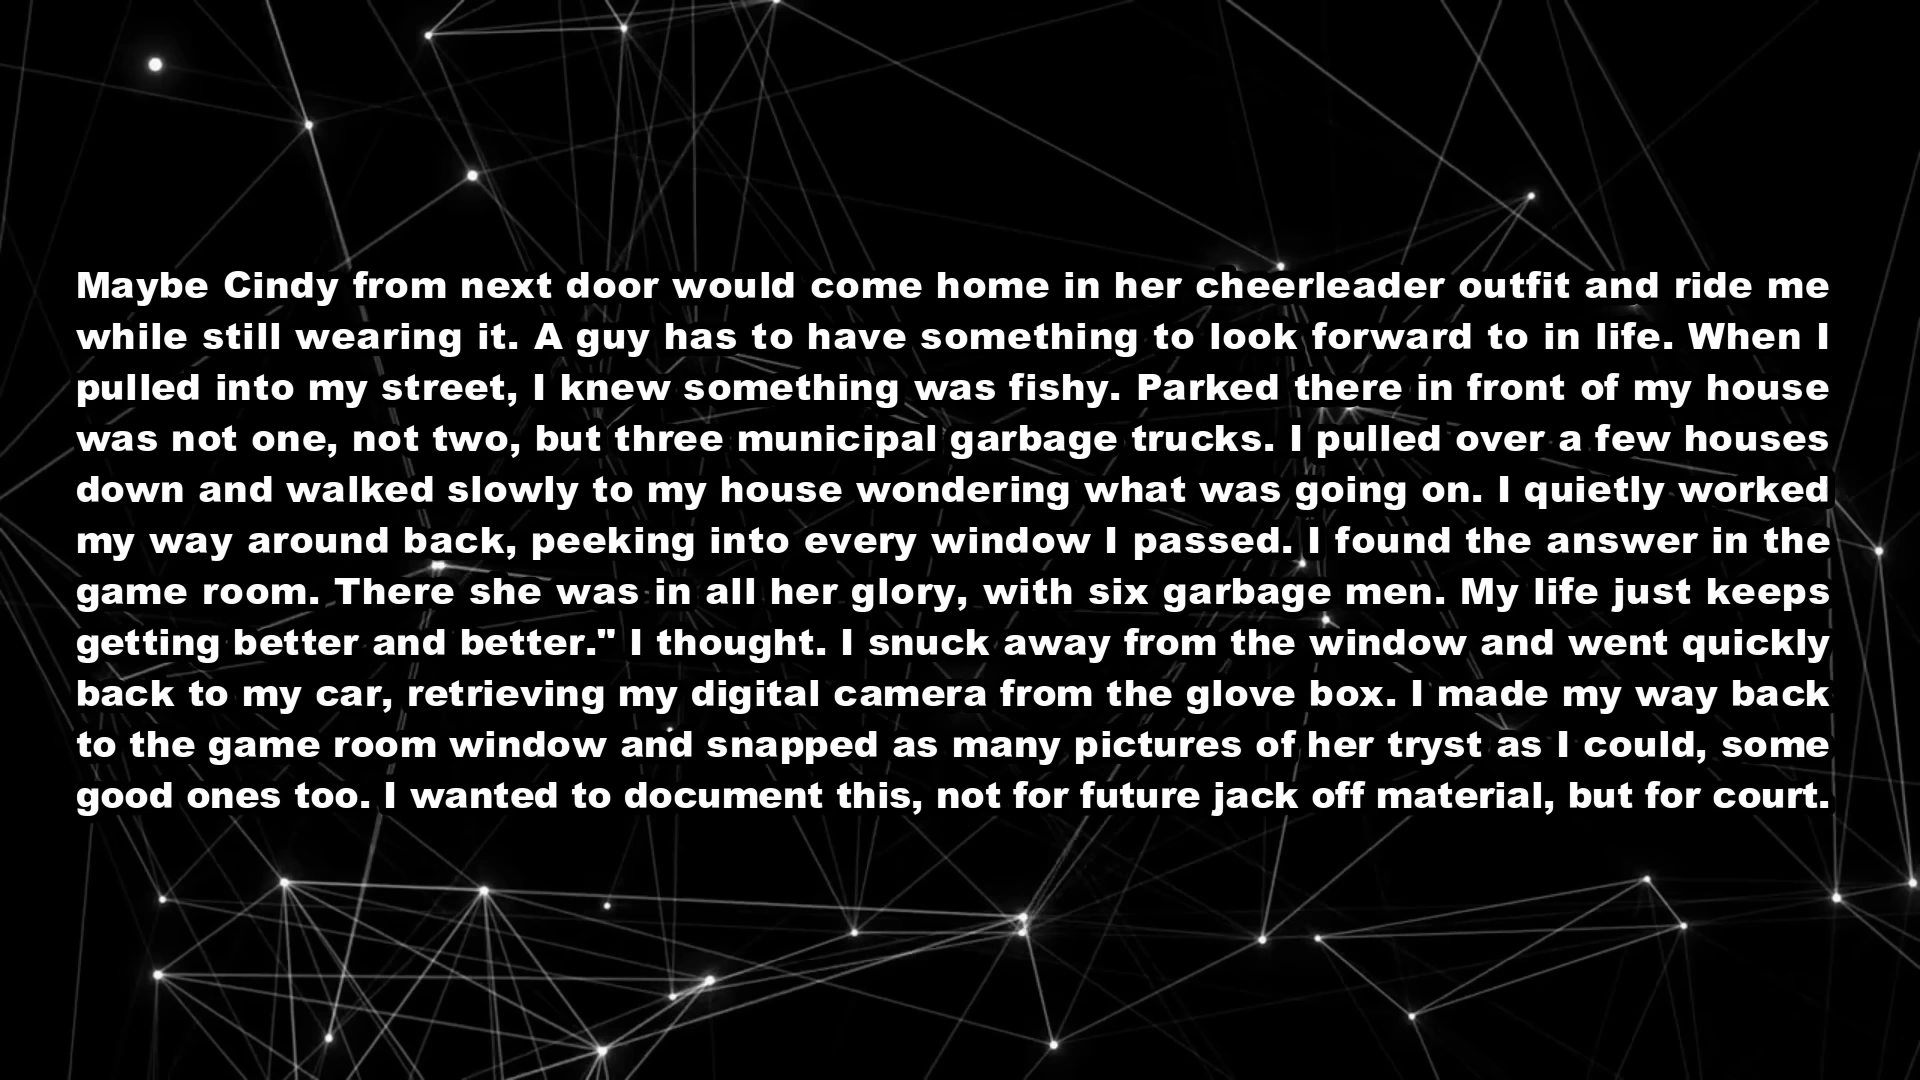 Maybe Cindy from next door would come home in her cheerleader outfit and ride me
while still wearing it. A guy has to have something to look forward to in life. When I
pulled into my street, I knew something was fishy. Parked there in front of my house
was not one, not two, but three municipal garbage trucks. I pulled over a few houses
down and walked slowly to my house wondering what was going on. I quietly worked
my way around back, peeking into every window I passed. I found the answer in the
game room. There she was in all her glory, with six garbage men. My life just keeps
getting better and better." I thought. I snuck away from the window and went quickly
back to my car, retrieving my digital camera from the glove box. I made my way back
to the game room window and snapped as many pictures of her tryst as I could, some
good ones too. I wanted to document this, not for future jack off material, but for court.